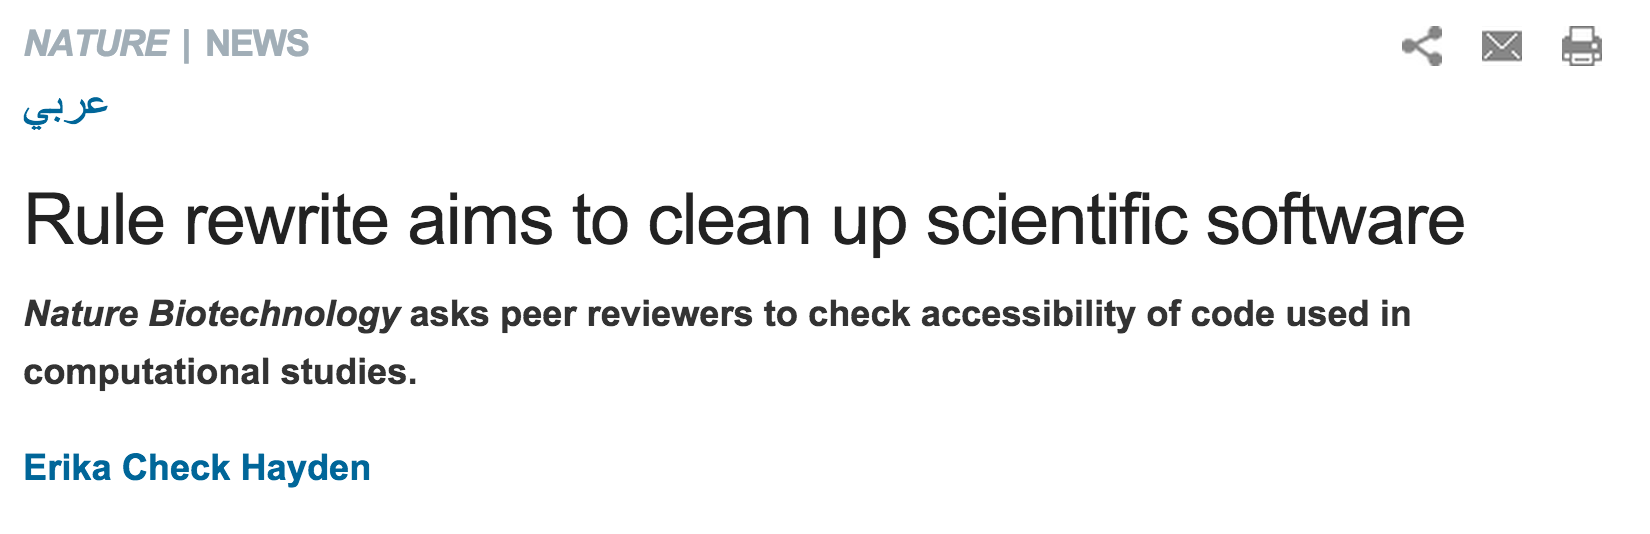 NATURE | NEWS
عربي
Rule rewrite aims to clean up scientific software
Nature Biotechnology asks peer reviewers to check accessibility of code used in
computational studies.
Erika Check Hayden